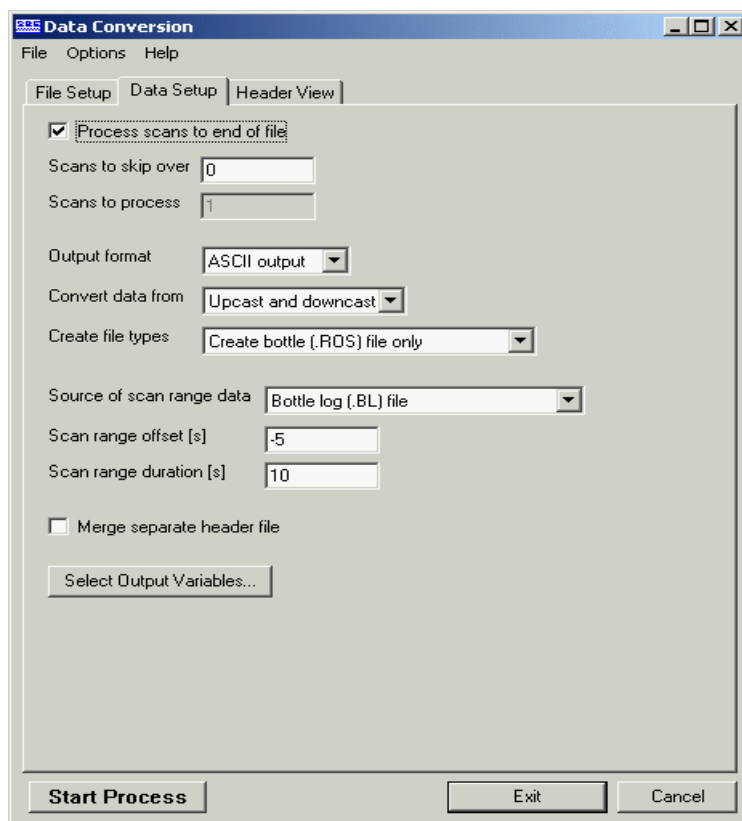 SBE Data Conversion
File Options Help
File Setup Data Setup Header View
Process scans to end of file
Scans to skip over 0
Scans to process 1
Output format ASCII output
Convert data from Upcast and downcast
Create file types Create bottle (.ROS) file only
Source of scan range data Bottle log (.BL) file
Scan range offset [s] -5
Scan range duration [s] 10
Merge separate header file
Select Output Variables...
Start Process Exit Cancel